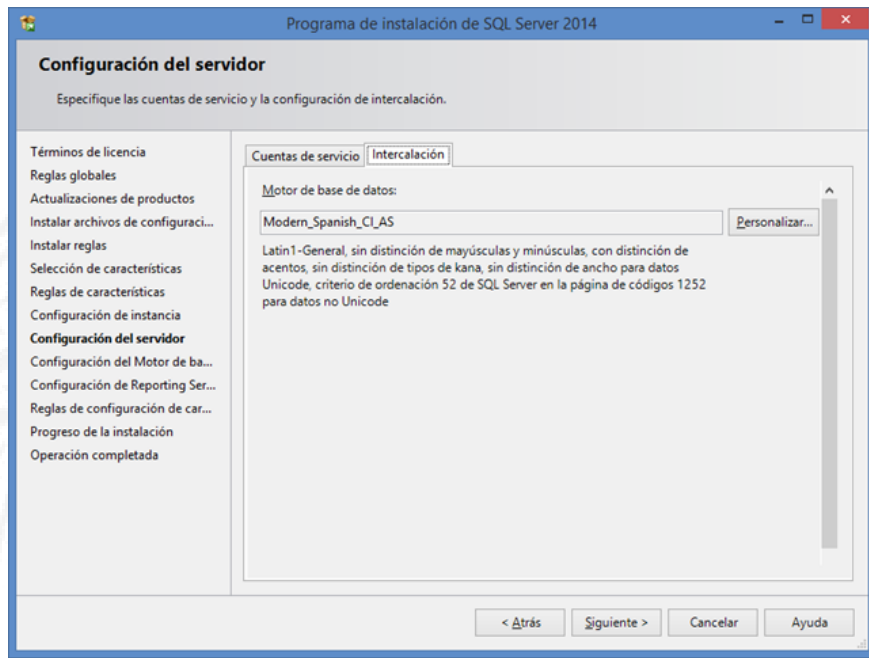 Programa de instalación de SQL Server 2014
Configuración del servidor
Especifique las cuentas de servicio y la configuración de intercalación.
Términos de licencia
Reglas globales
Actualizaciones de productos
Instalar archivos de configuraci...
Instalar reglas
Selección de características
Reglas de características
Configuración de instancia
Configuración del servidor
Configuración del Motor de ba...
Configuración de Reporting Ser...
Reglas de configuración de car...
Progreso de la instalación
Operación completada
Cuentas de servicio
Intercalación
Motor de base de datos:
Modern_Spanish_CI_AS
Personalizar...
Latin1-General, sin distinción de mayúsculas y minúsculas, con distinción de
acentos, sin distinción de tipos de kana, sin distinción de ancho para datos
Unicode, criterio de ordenación 52 de SQL Server en la página de códigos 1252
para datos no Unicode
< Atrás
Siguiente >
Cancelar
Ayuda